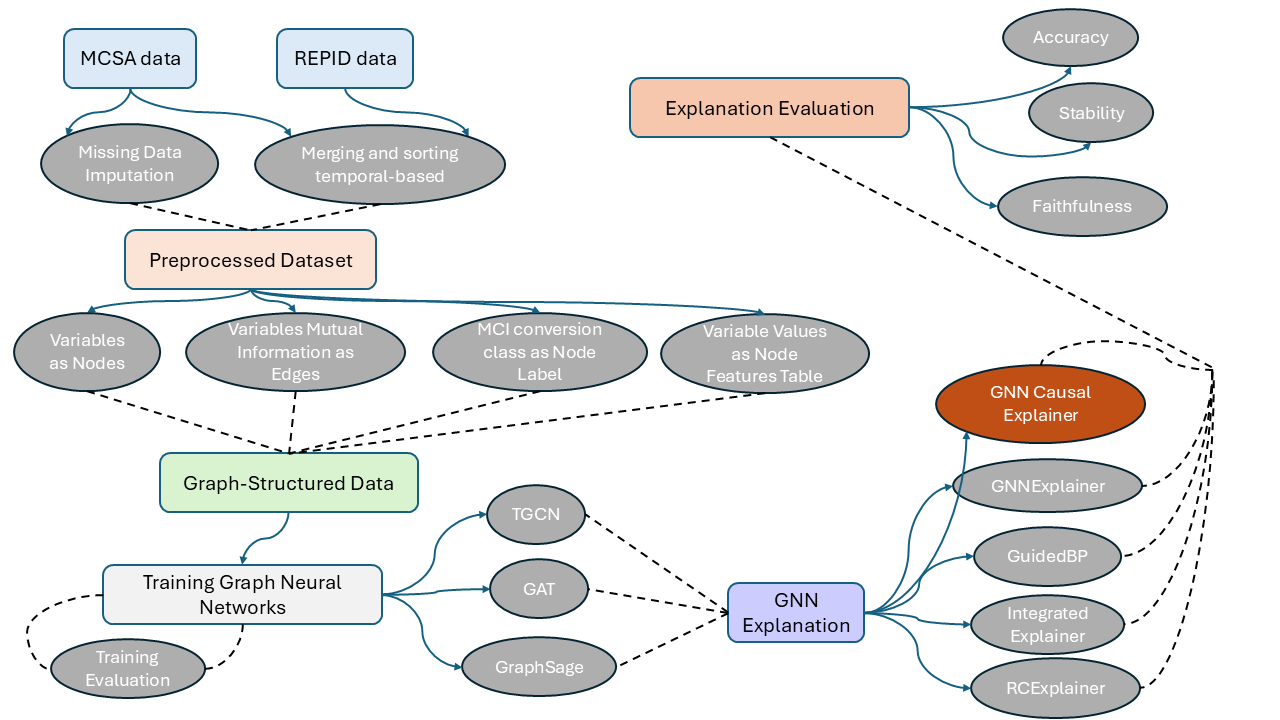 MCSA data
REPID data
Missing Data
Imputation
Merging and sorting
temporal-based
Preprocessed Dataset
Variables
as Nodes
Variables Mutual
Information as
Edges
MCI conversion
class as Node
Label
Variable Values
as Node
Features Table
Graph-Structured Data
Training Graph Neural
Networks
Training
Evaluation
TGCN
GAT
GraphSage
GNN
Explanation
Explanation Evaluation
Accuracy
Stability
Faithfulness
GNN Causal
Explainer
GNNExplainer
GuidedBP
Integrated
Explainer
RCExplainer